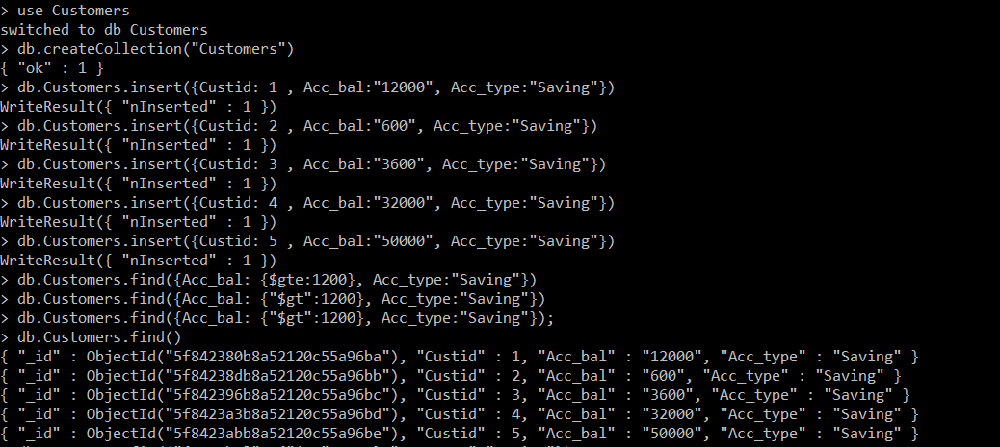 > use Customers
switched to db Customers
> db.createCollection("Customers")
{ "ok" : 1 }
> db.Customers.insert({Custid: 1 , Acc_bal:"12000", Acc_type:"Saving"})
WriteResult({ "nInserted" : 1 })
> db.Customers.insert({Custid: 2 , Acc_bal:"600", Acc_type:"Saving"})
WriteResult({ "nInserted" : 1 })
> db.Customers.insert({Custid: 3 , Acc_bal:"3600", Acc_type:"Saving"})
WriteResult({ "nInserted" : 1 })
> db.Customers.insert({Custid: 4 , Acc_bal:"32000", Acc_type:"Saving"})
WriteResult({ "nInserted" : 1 })
> db.Customers.insert({Custid: 5 , Acc_bal:"50000", Acc_type:"Saving"})
WriteResult({ "nInserted" : 1 })
> db.Customers.find({Acc_bal: {$gte:1200}, Acc_type:"Saving"})
> db.Customers.find({Acc_bal: {"$gt":1200}, Acc_type:"Saving"})
> db.Customers.find({Acc_bal: {"$gt":1200}, Acc_type:"Saving"});
> db.Customers.find()
{ "_id" : ObjectId("5f842380b8a52120c55a96ba"), "Custid" : 1, "Acc_bal" : "12000", "Acc_type" : "Saving" }
{ "_id" : ObjectId("5f84238db8a52120c55a96bb"), "Custid" : 2, "Acc_bal" : "600", "Acc_type" : "Saving" }
{ "_id" : ObjectId("5f842396b8a52120c55a96bc"), "Custid" : 3, "Acc_bal" : "3600", "Acc_type" : "Saving" }
{ "_id" : ObjectId("5f8423a3b8a52120c55a96bd"), "Custid" : 4, "Acc_bal" : "32000", "Acc_type" : "Saving" }
{ "_id" : ObjectId("5f8423abb8a52120c55a96be"), "Custid" : 5, "Acc_bal" : "50000", "Acc_type" : "Saving" }